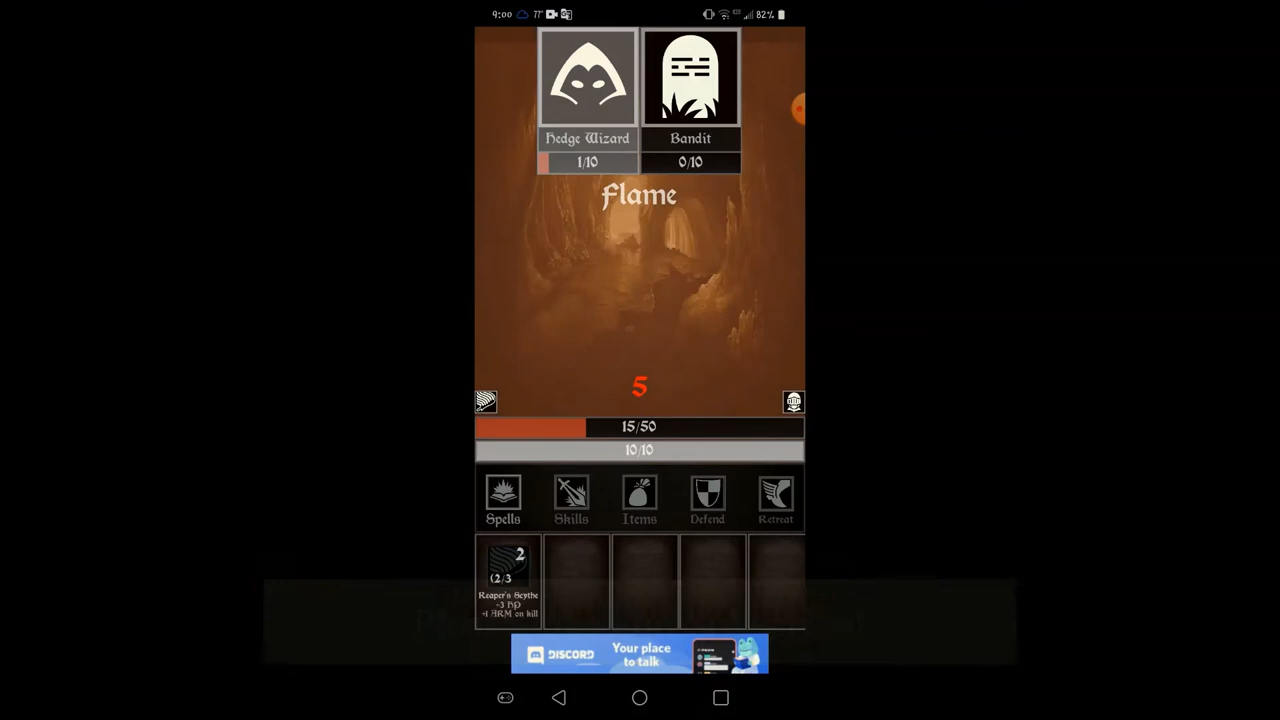 9:00 77° 82%
Hedge Wizard Bandit
1/10 0/10
Flame
5
15/50
10/10
Spells Skills Items Defend Retreat
2
(2/3
Reaper's Scythe
+3 HP
+1 ARM on kill
DISCORD Your place
to talk